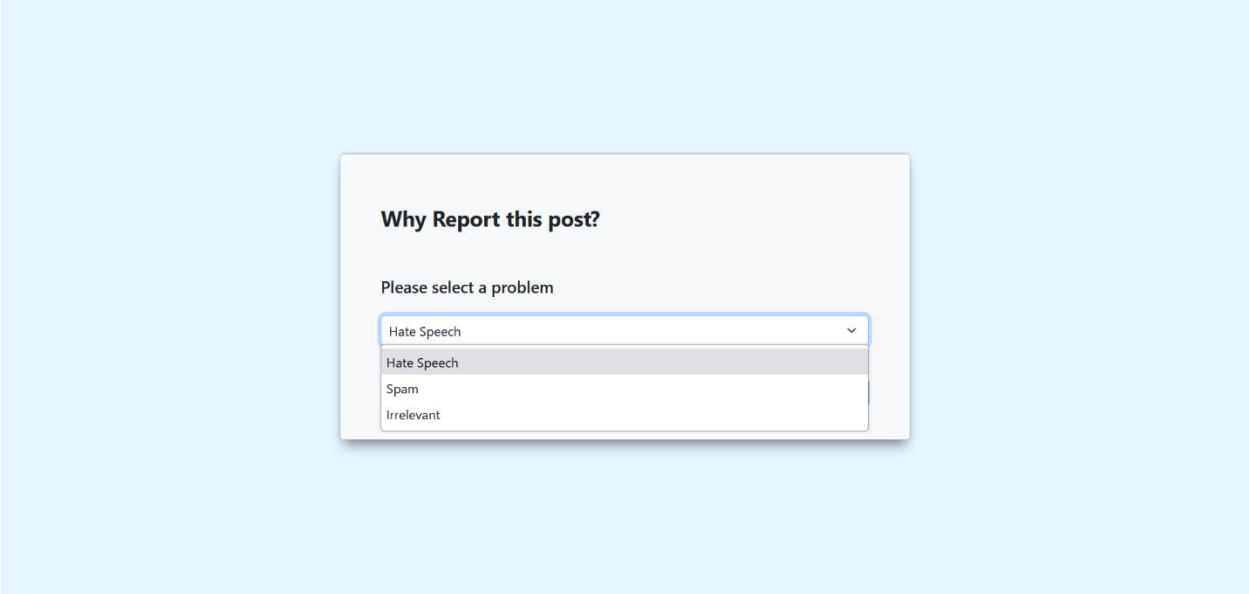 Why Report this post?
Please select a problem
Hate Speech
Hate Speech
Spam
Irrelevant